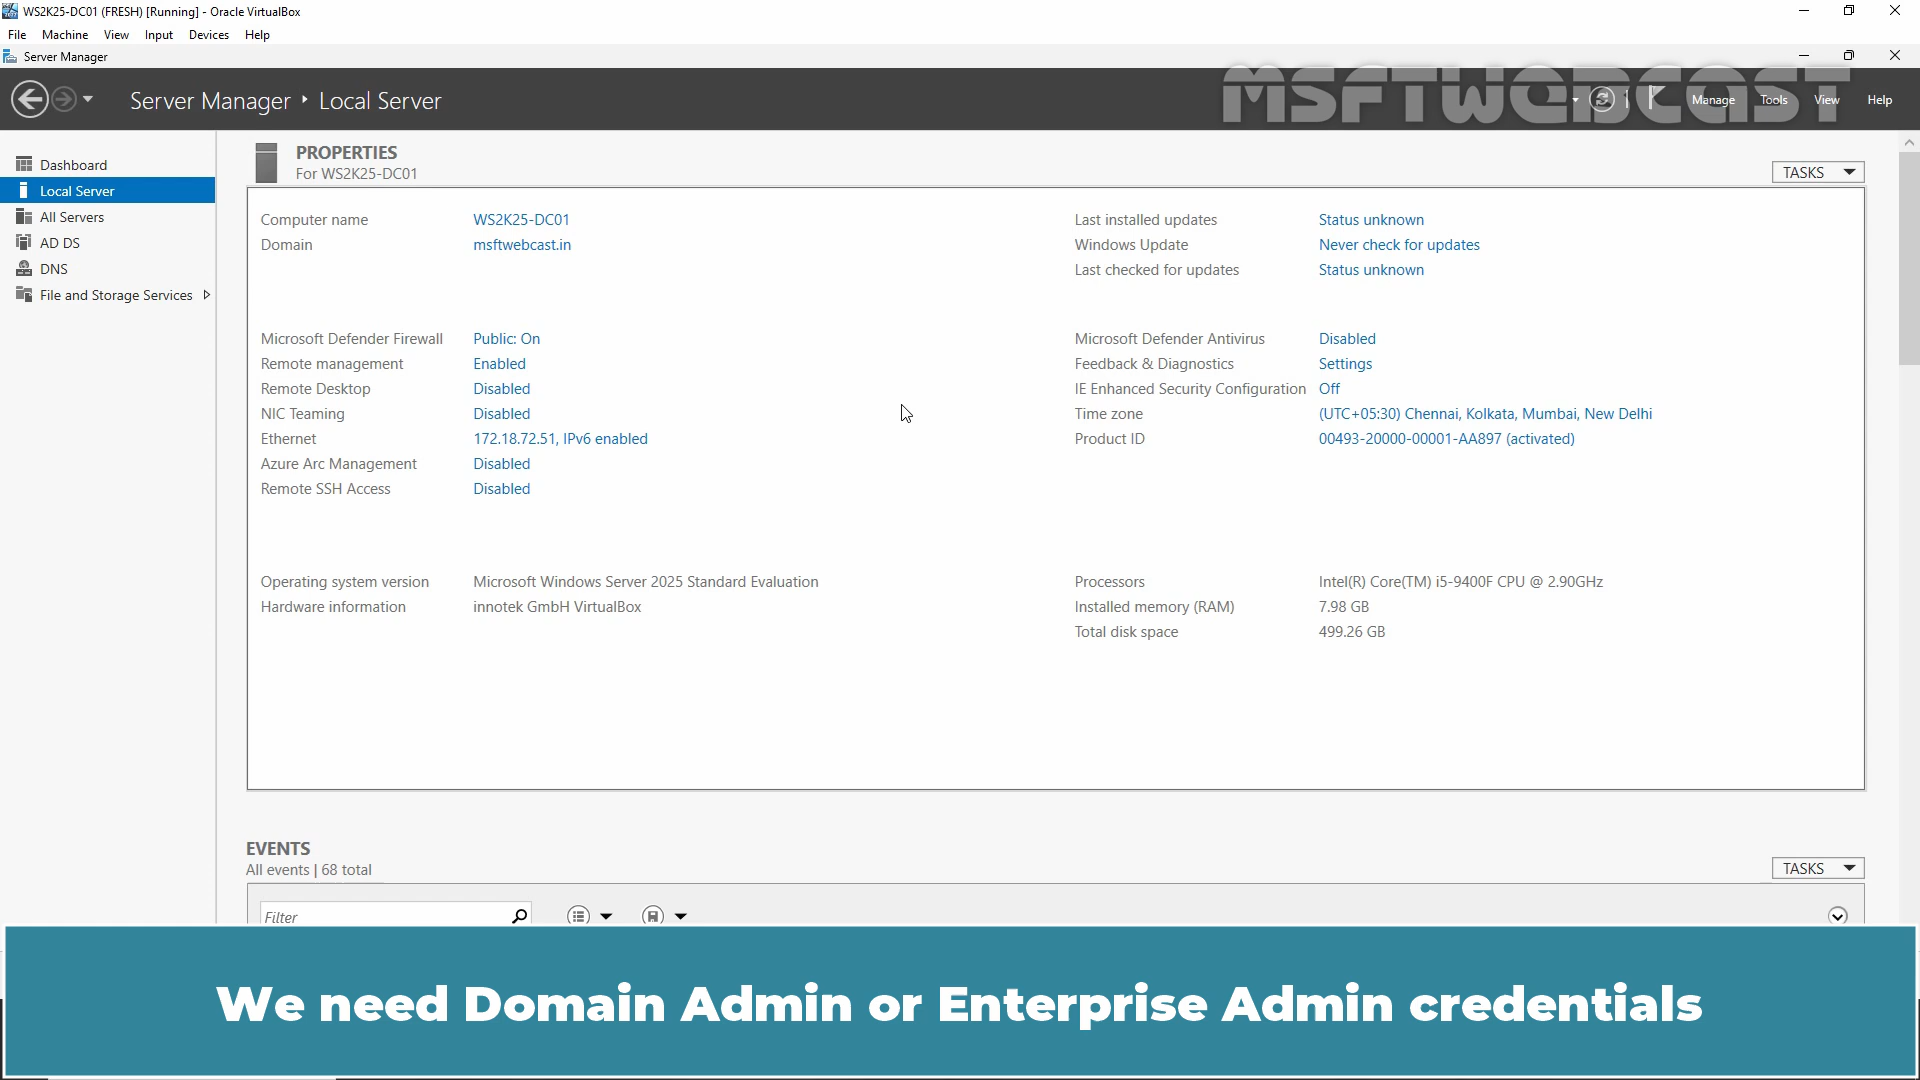 WS2K25-DC01 (FRESH) [Running] - Oracle VirtualBox
File Machine View Input Devices Help
Server Manager
Server Manager ‣ Local Server
MSFTWEBCAST
Manage Tools View Help
Dashboard
Local Server
All Servers
AD DS
DNS
File and Storage Services
PROPERTIES
For WS2K25-DC01
TASKS
Computer name WS2K25-DC01
Domain msftwebcast.in
Last installed updates Status unknown
Windows Update Never check for updates
Last checked for updates Status unknown
Microsoft Defender Firewall Public: On
Remote management Enabled
Remote Desktop Disabled
NIC Teaming Disabled
Ethernet 172.18.72.51, IPv6 enabled
Azure Arc Management Disabled
Remote SSH Access Disabled
Microsoft Defender Antivirus Disabled
Feedback & Diagnostics Settings
IE Enhanced Security Configuration Off
Time zone (UTC+05:30) Chennai, Kolkata, Mumbai, New Delhi
Product ID 00493-20000-00001-AA897 (activated)
Operating system version Microsoft Windows Server 2025 Standard Evaluation
Hardware information innotek GmbH VirtualBox
Processors Intel(R) Core(TM) i5-9400F CPU @ 2.90GHz
Installed memory (RAM) 7.98 GB
Total disk space 499.26 GB
EVENTS
All events | 68 total
TASKS
Filter
We need Domain Admin or Enterprise Admin credentials